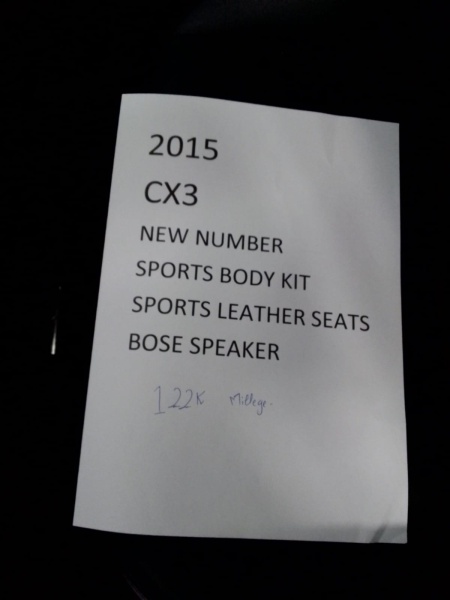 2015
CX3
NEW NUMBER
SPORTS BODY KIT
SPORTS LEATHER SEATS
BOSE SPEAKER
122K Millege.